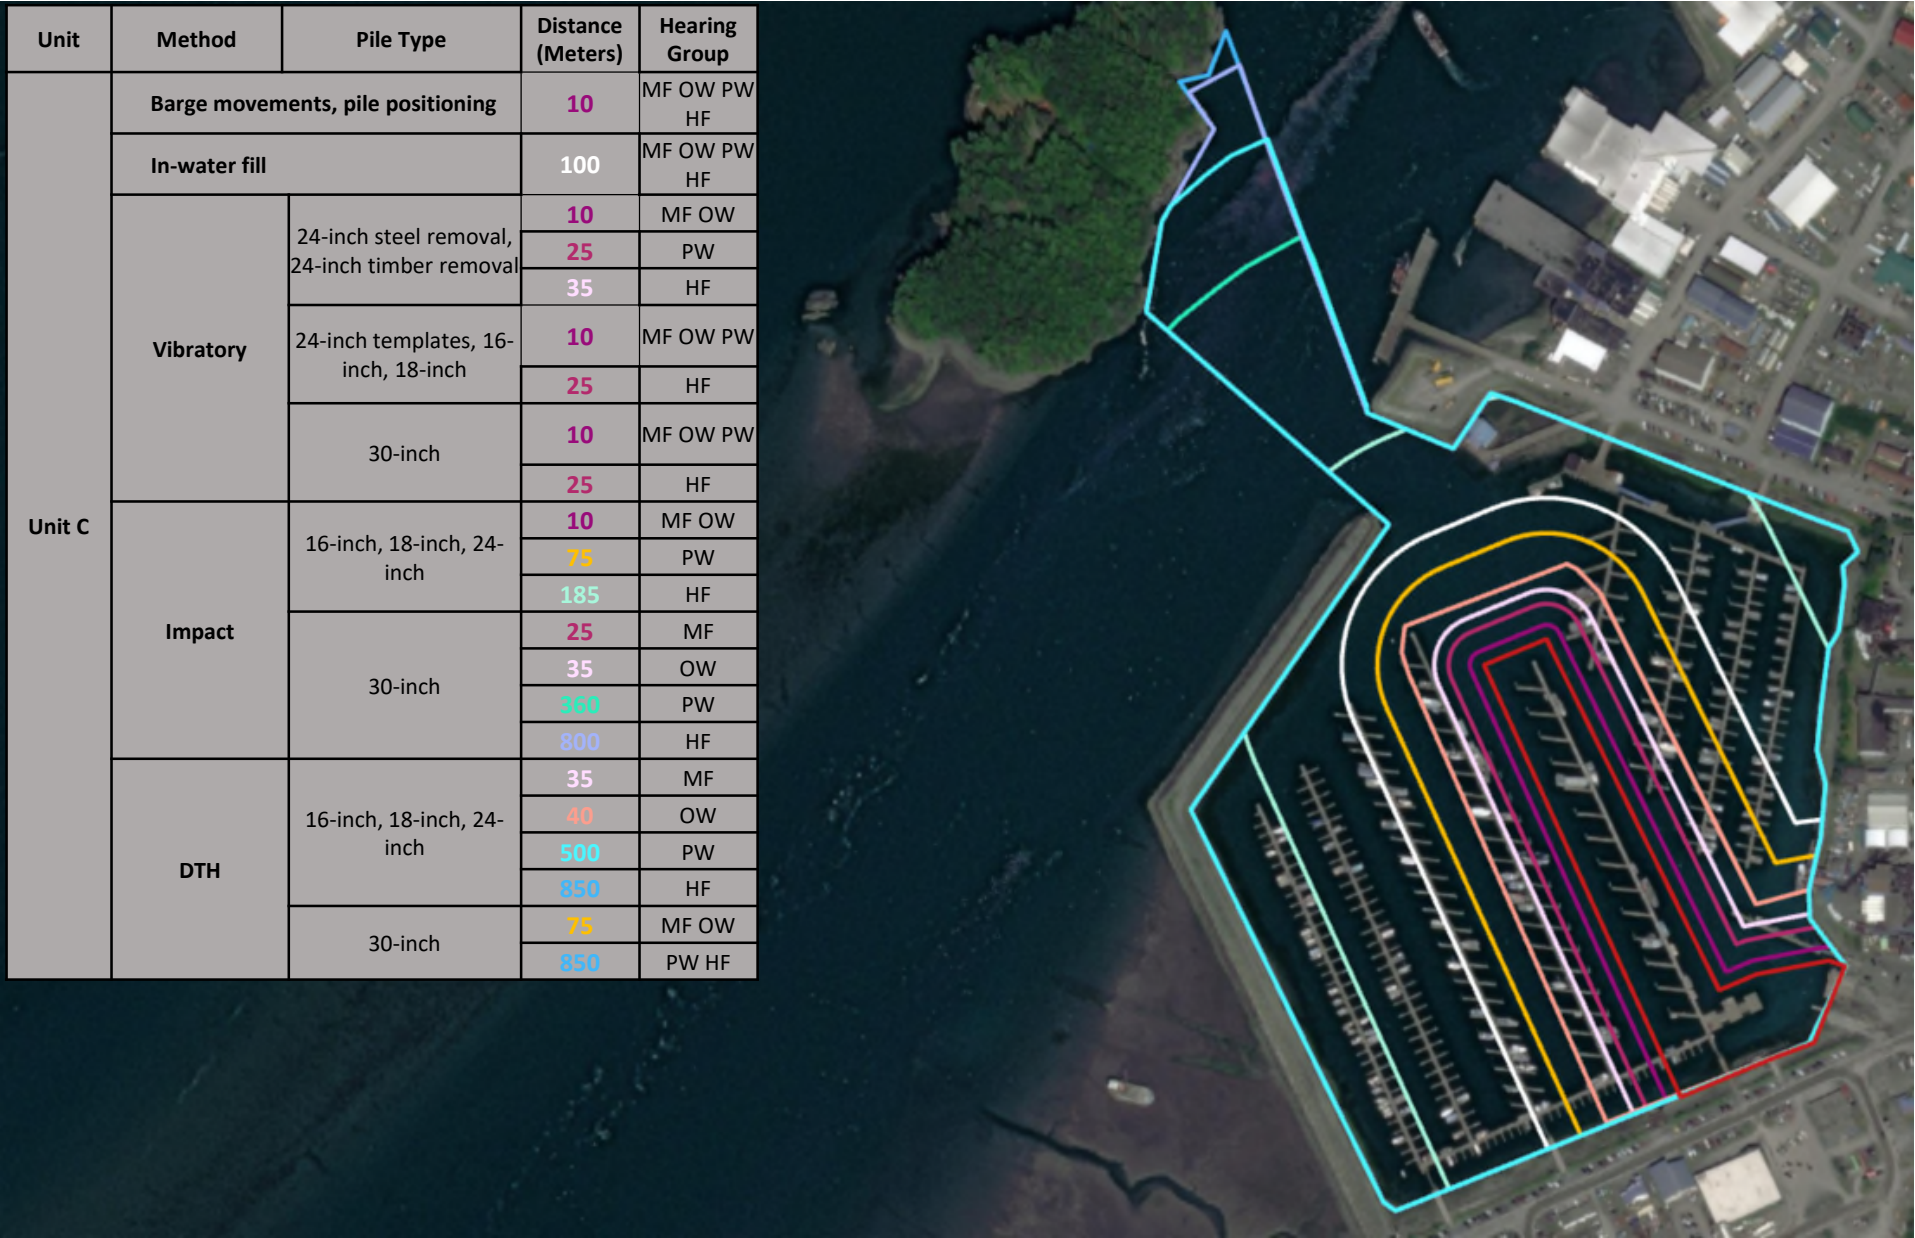 Unit Method Pile Type Distance (Meters) Hearing Group
Unit C
Barge movements, pile positioning 10 MF OW PW
HF
In-water fill 100 MF OW PW
HF
Vibratory
24-inch steel removal,
24-inch timber removal
10 MF OW
25 PW
35 HF
24-inch templates, 16-
inch, 18-inch
10 MF OW PW
25 HF
30-inch
10 MF OW PW
25 HF
Impact
16-inch, 18-inch, 24-
inch
10 MF OW
75 PW
185 HF
30-inch
25 MF
35 OW
360 PW
800 HF
DTH
16-inch, 18-inch, 24-
inch
35 MF
40 OW
500 PW
850 HF
30-inch
75 MF OW
850 PW HF